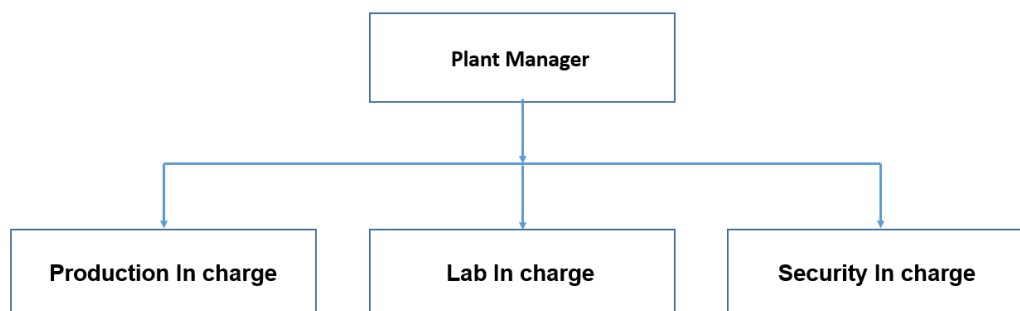 Plant Manager
Production In charge
Lab In charge
Security In charge